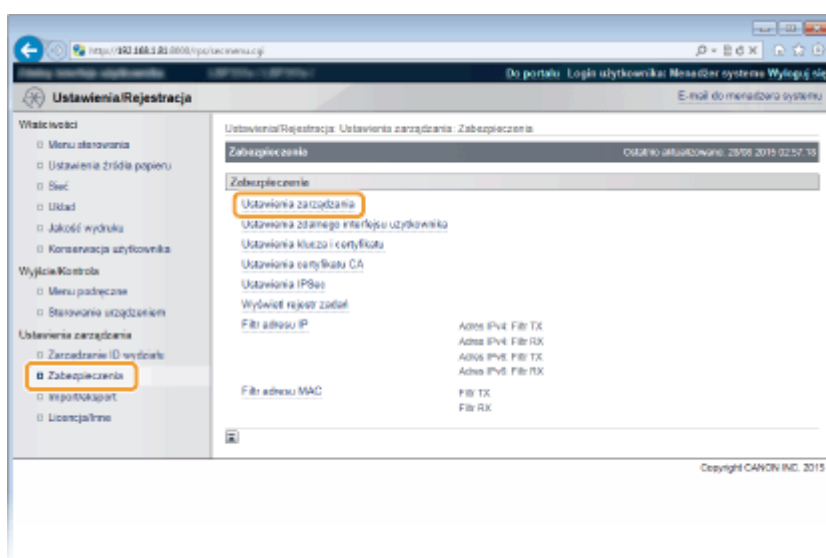 Do portalu Login użytkownika: Menadżer systemu Wyloguj się
Ustawienia/Rejestracja
E-mail do menadżera systemu
Właściwości
Menu sterowania
Ustawienia źródła papieru
Sieć
Układ
Jakość wydruku
Konserwacja użytkownika
Wyjście/Kontrola
Menu podręczne
Sterowanie urządzeniem
Ustawienia zarządzania
Zarządzanie ID wydziału
Zabezpieczenia
Import/eksport
Licencja/Inne
Ustawienia/Rejestracja: Ustawienia zarządzania: Zabezpieczenia
Zabezpieczenia
Ostatnio aktualizowano: 28/08 2015 02:57:18
Zabezpieczenia
Ustawienia zarządzania
Ustawienia zdalnego interfejsu użytkownika
Ustawienia klucza i certyfikatu
Ustawienia certyfikatu CA
Ustawienia IPSec
Wyświetl rejestr zadań
Filtr adresu IP
Adres IPv4: Filtr TX
Adres IPv4: Filtr RX
Adres IPv6: Filtr TX
Adres IPv6: Filtr RX
Filtr adresu MAC
Filtr TX
Filtr RX
Copyright CANON INC. 2015